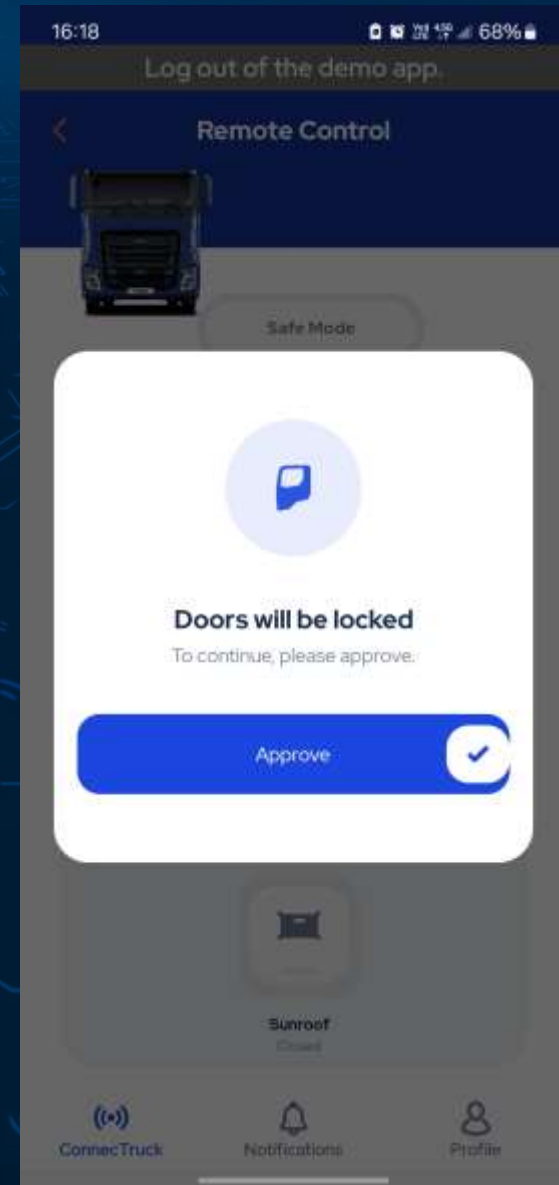 16:18
68%
Log out of the demo app.
Remote Control
Safe Mode
Doors will be locked
To continue, please approve.
Approve
Sunroof
Closed
ConnecTruck
Notifications
Profile